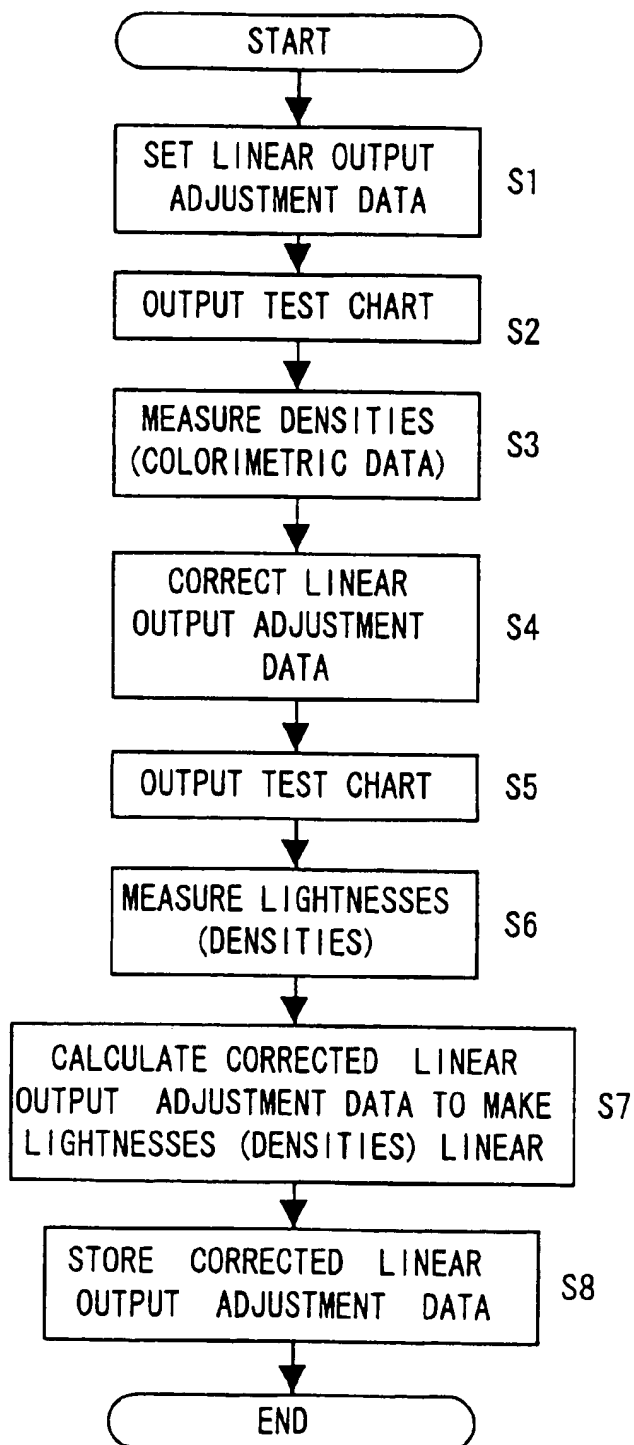 START
SET LINEAR OUTPUT
ADJUSTMENT DATA
S1
OUTPUT TEST CHART
S2
MEASURE DENSITIES
(COLORIMETRIC DATA)
S3
CORRECT LINEAR
OUTPUT ADJUSTMENT
DATA
S4
OUTPUT TEST CHART
S5
MEASURE LIGHTNESSES
(DENSITIES)
S6
CALCULATE CORRECTED LINEAR
OUTPUT ADJUSTMENT DATA TO MAKE
LIGHTNESSES (DENSITIES) LINEAR
S7
STORE CORRECTED LINEAR
OUTPUT ADJUSTMENT DATA
S8
END